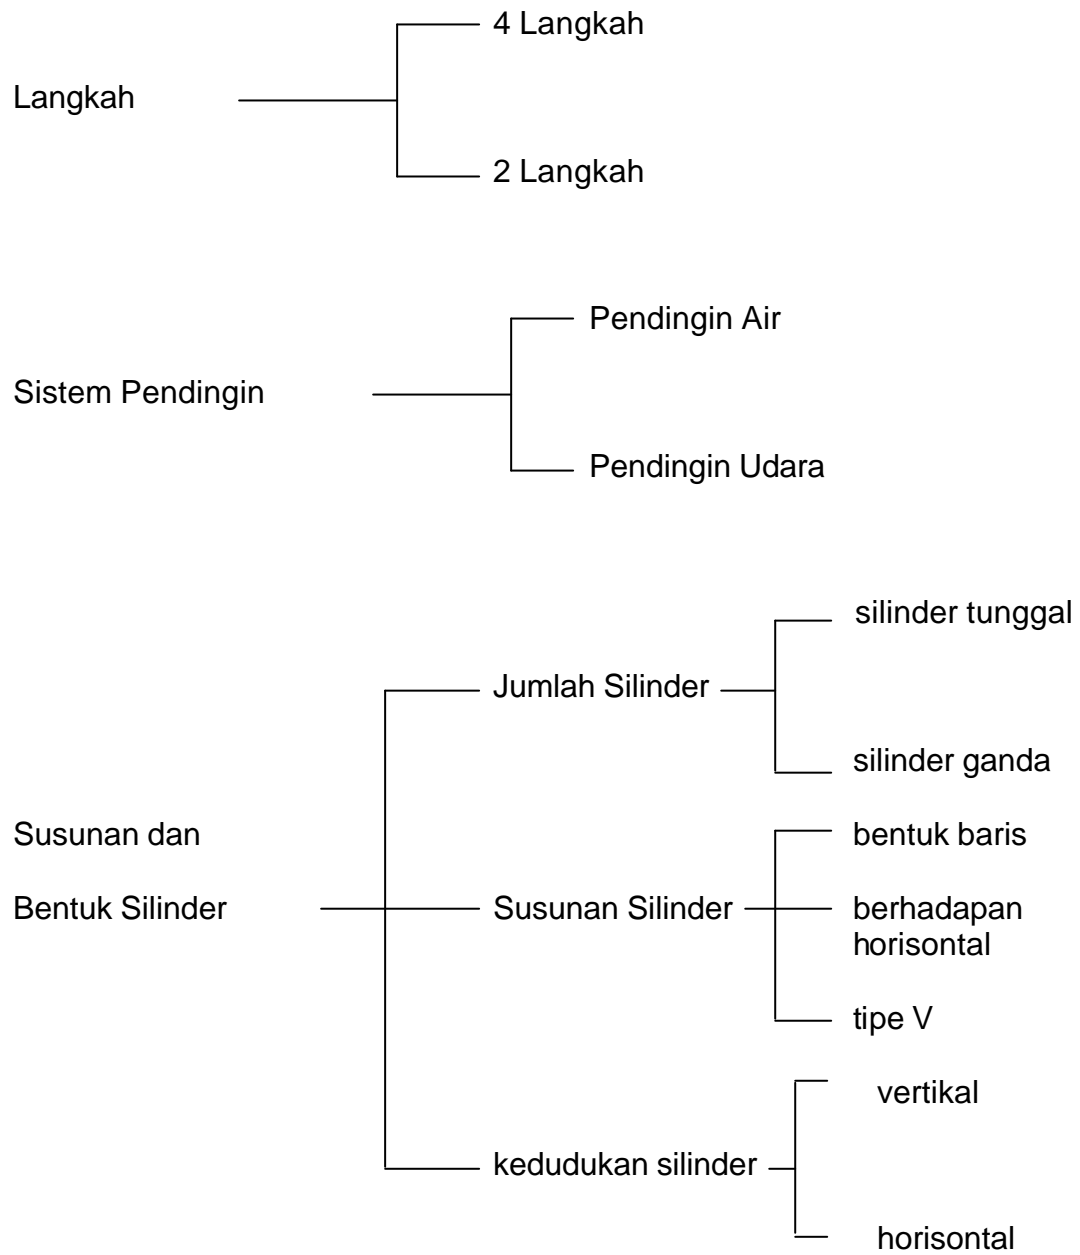 4 Langkah
Langkah
2 Langkah
Pendingin Air
Sistem Pendingin
Pendingin Udara
silinder tunggal
Jumlah Silinder
silinder ganda
Susunan dan
bentuk baris
Bentuk Silinder
Susunan Silinder
berhadapan
horisontal
tipe V
vertikal
kedudukan silinder
horisontal